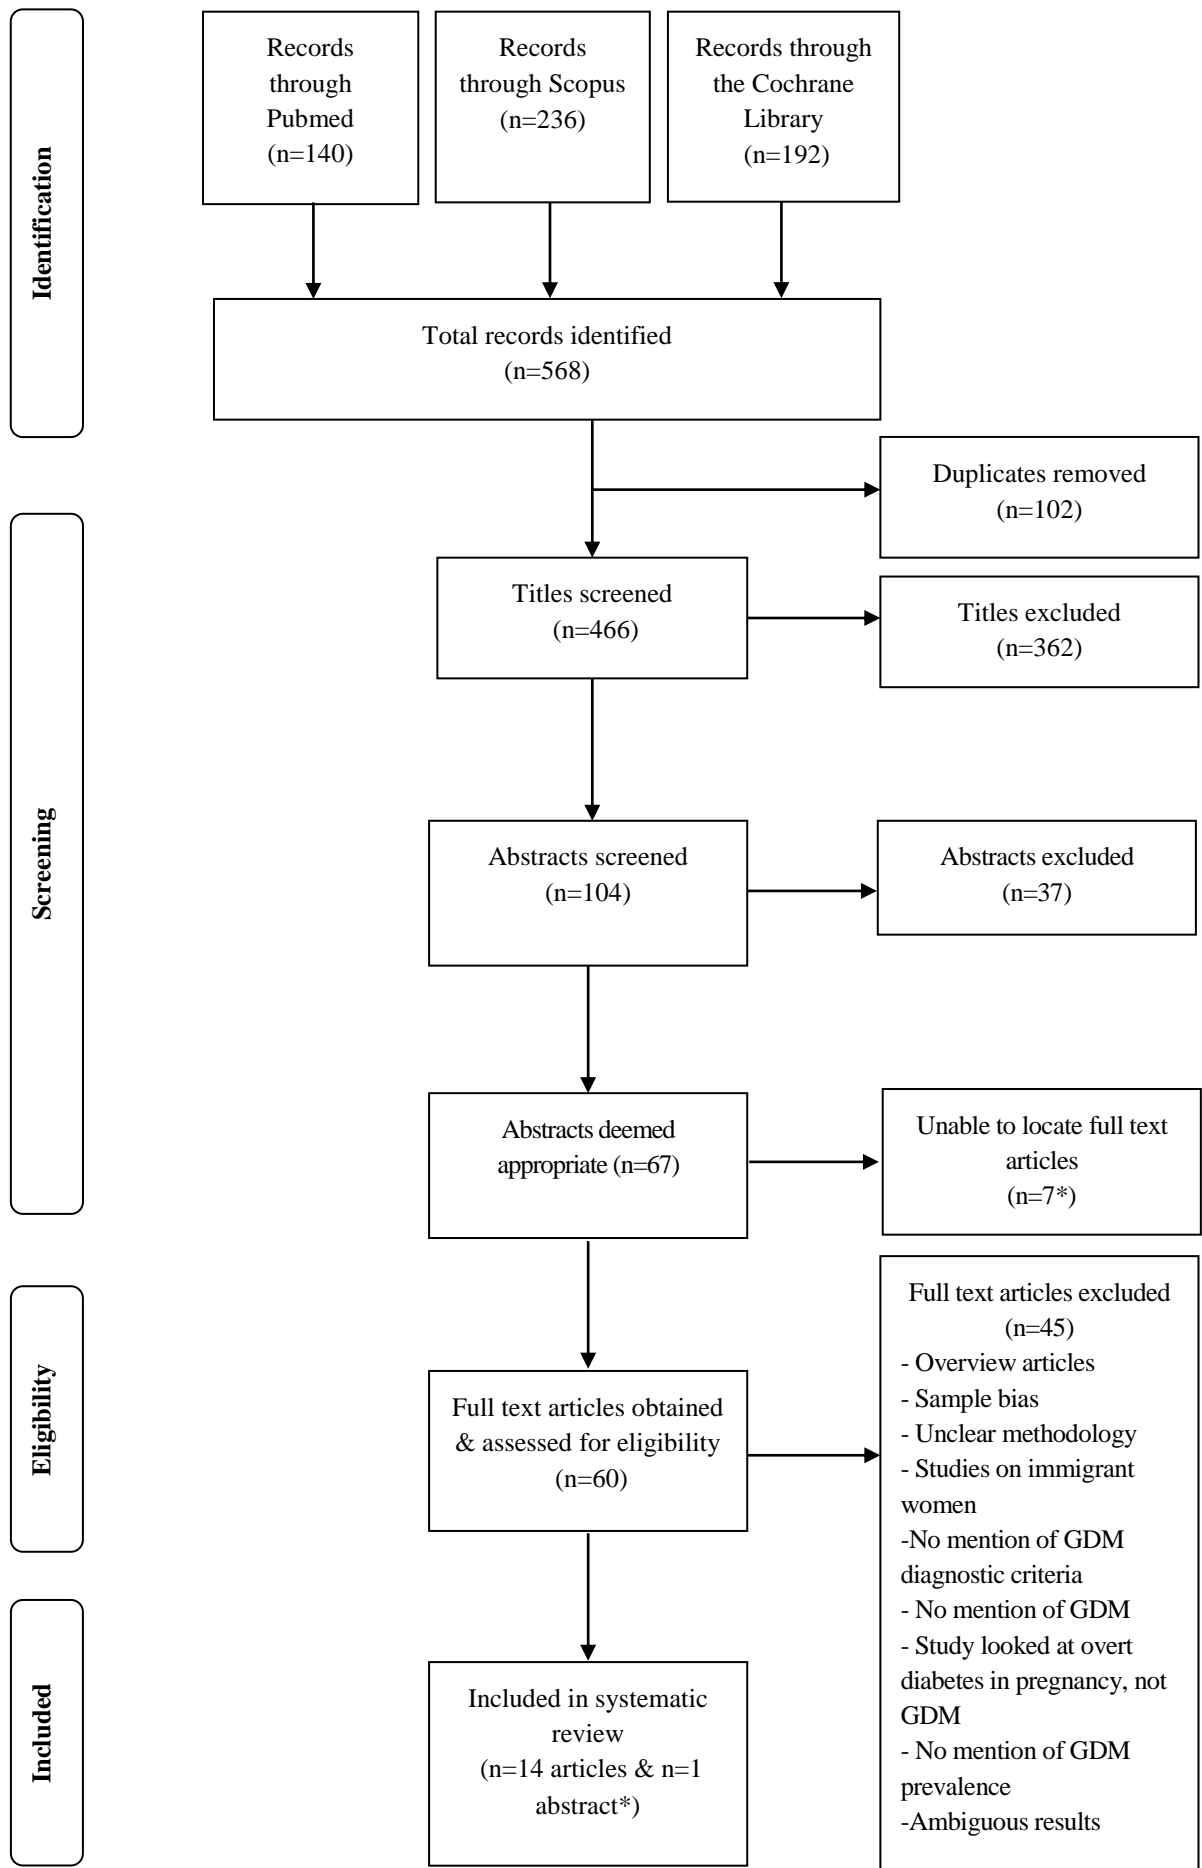 Identification
Records
through
Pubmed
(n=140)
Records
through Scopus
(n=236)
Records through
the Cochrane
Library
(n=192)
Total records identified
(n=568)
Duplicates removed
(n=102)
Screening
Titles screened
(n=466)
Titles excluded
(n=362)
Abstracts screened
(n=104)
Abstracts excluded
(n=37)
Abstracts deemed
appropriate (n=67)
Unable to locate full text
articles
(n=7*)
Eligibility
Full text articles obtained
& assessed for eligibility
(n=60)
Full text articles excluded
(n=45)
- Overview articles
- Sample bias
- Unclear methodology
- Studies on immigrant
women
-No mention of GDM
diagnostic criteria
- No mention of GDM
- Study looked at overt
diabetes in pregnancy, not
GDM
- No mention of GDM
prevalence
-Ambiguous results
Included
Included in systematic
review
(n=14 articles & n=1
abstract*)